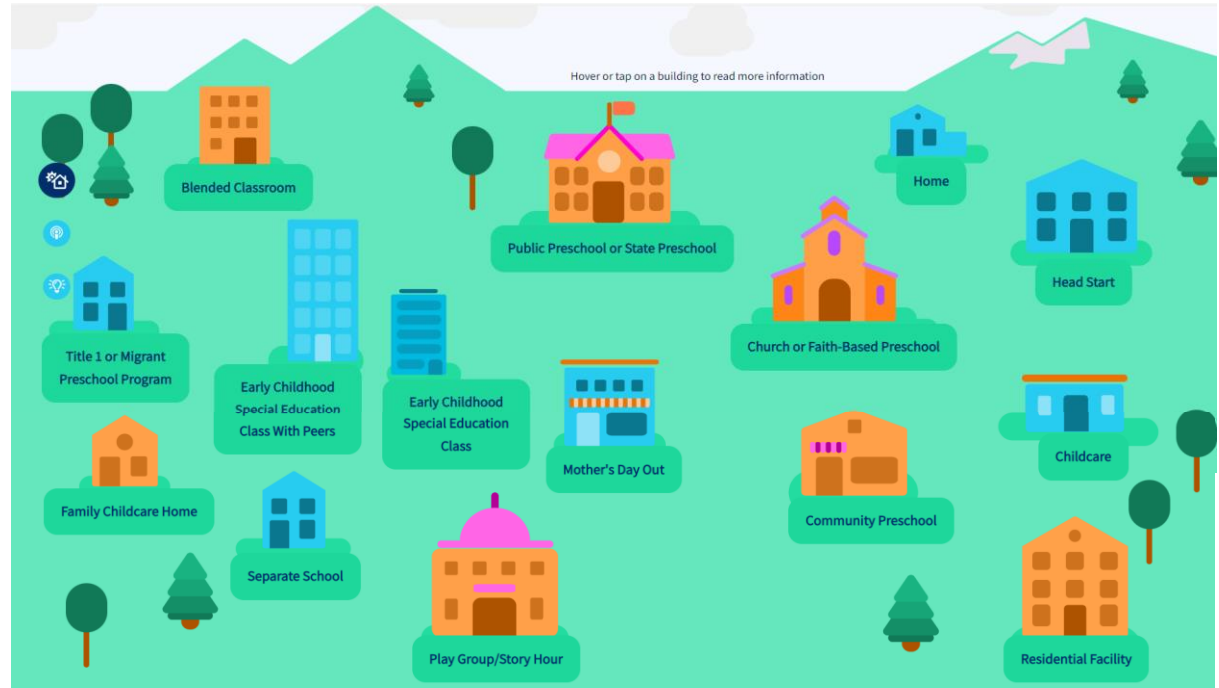 Hover or tap on a building to read more information
Blended Classroom
Home
Public Preschool or State Preschool
Head Start
Title 1 or Migrant
Preschool Program
Church or Faith-Based Preschool
Early Childhood
Special Education
Class With Peers
Early Childhood
Special Education
Class
Mother's Day Out
Childcare
Family Childcare Home
Community Preschool
Separate School
Play Group/Story Hour
Residential Facility